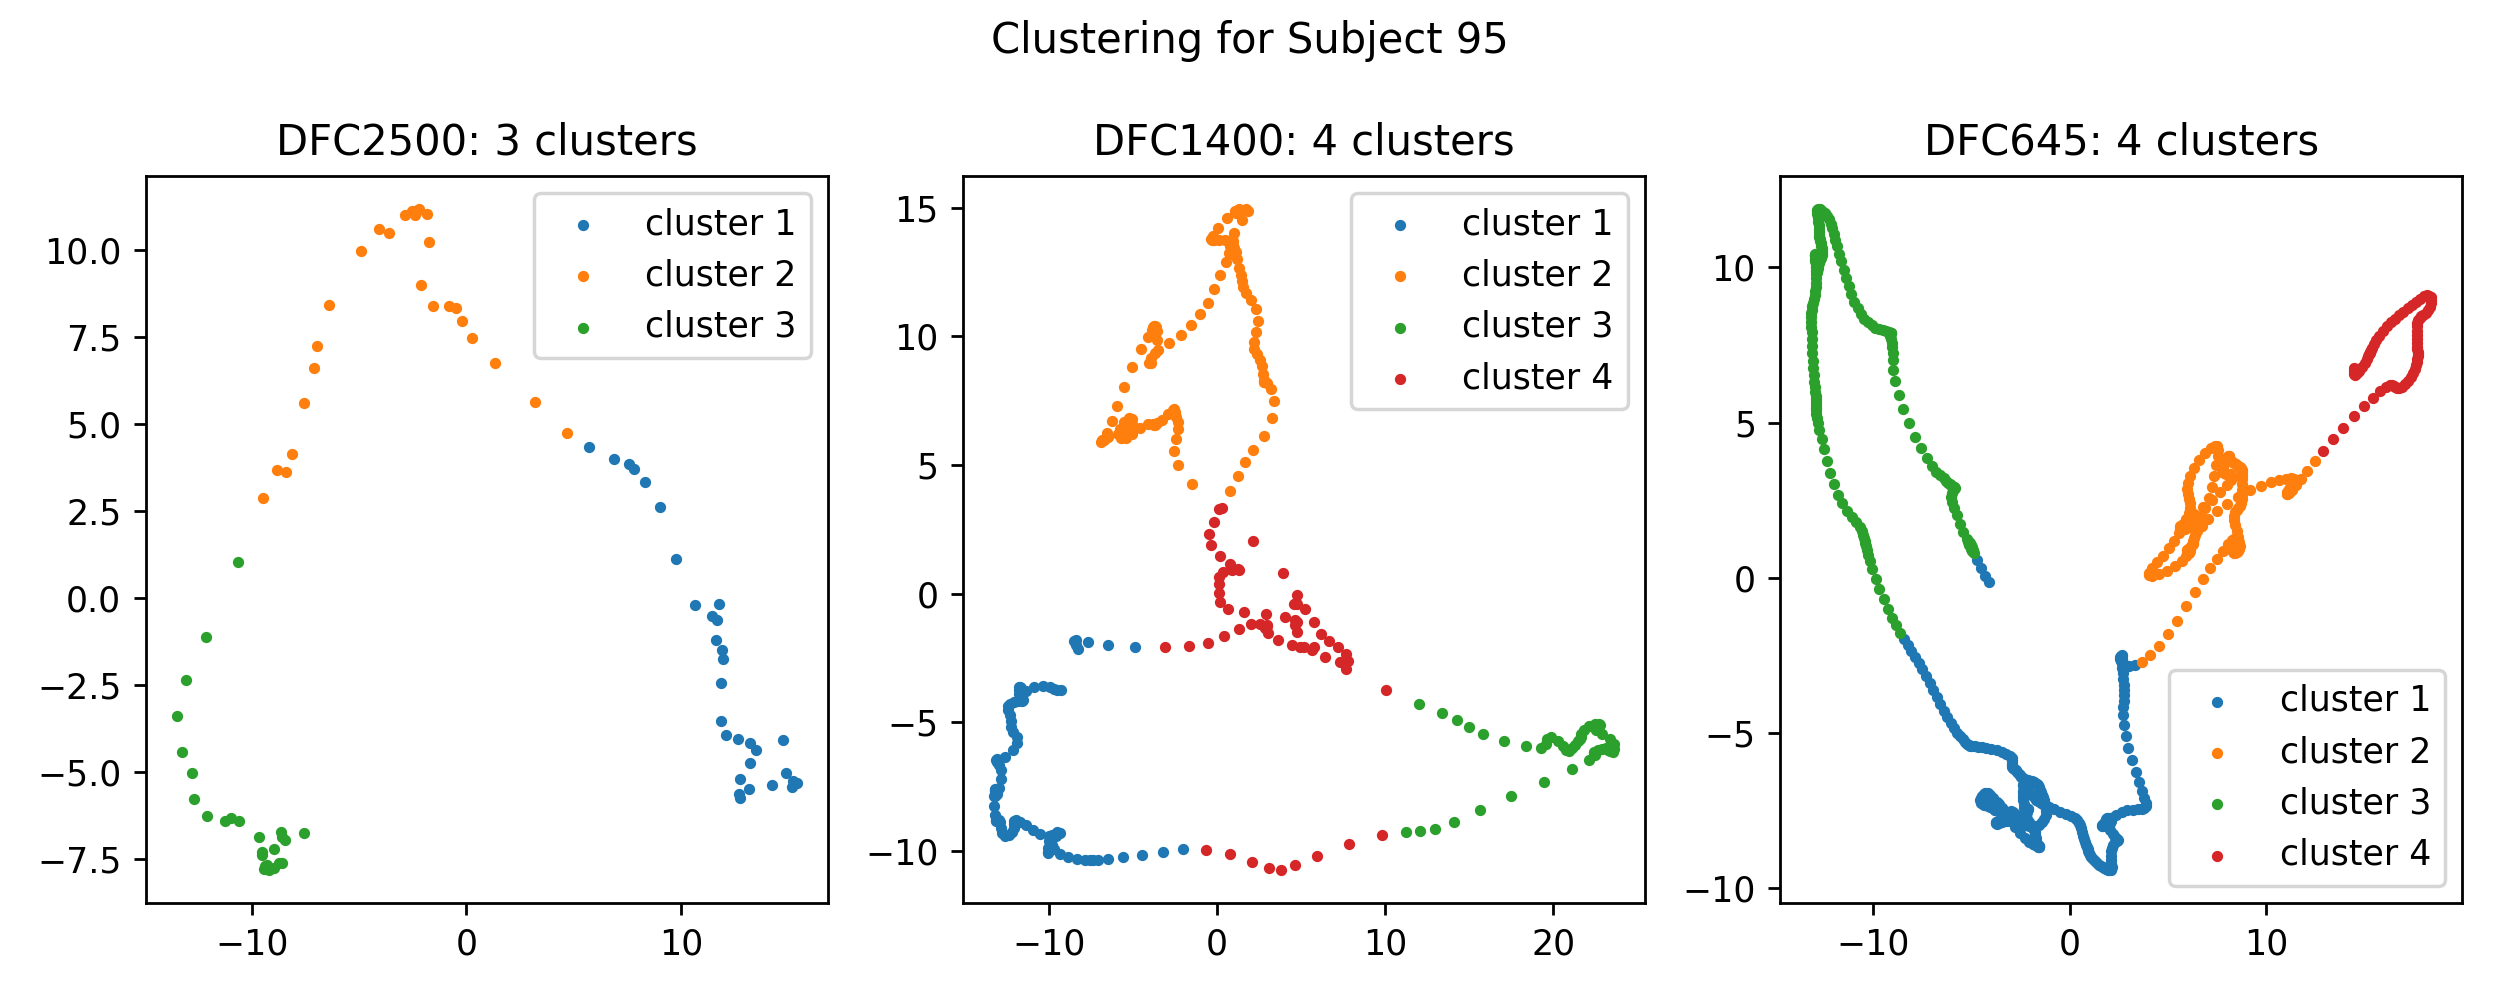 Clustering for Subject 95
DFC2500: 3 clusters
10.0
7.5
5.0
2.5
0.0
−2.5
−5.0
−7.5
−10
0
10
cluster 1
cluster 2
cluster 3
DFC1400: 4 clusters
15
10
5
0
−5
−10
−10
0
10
20
cluster 1
cluster 2
cluster 3
cluster 4
DFC645: 4 clusters
10
5
0
−5
−10
−10
0
10
cluster 1
cluster 2
cluster 3
cluster 4